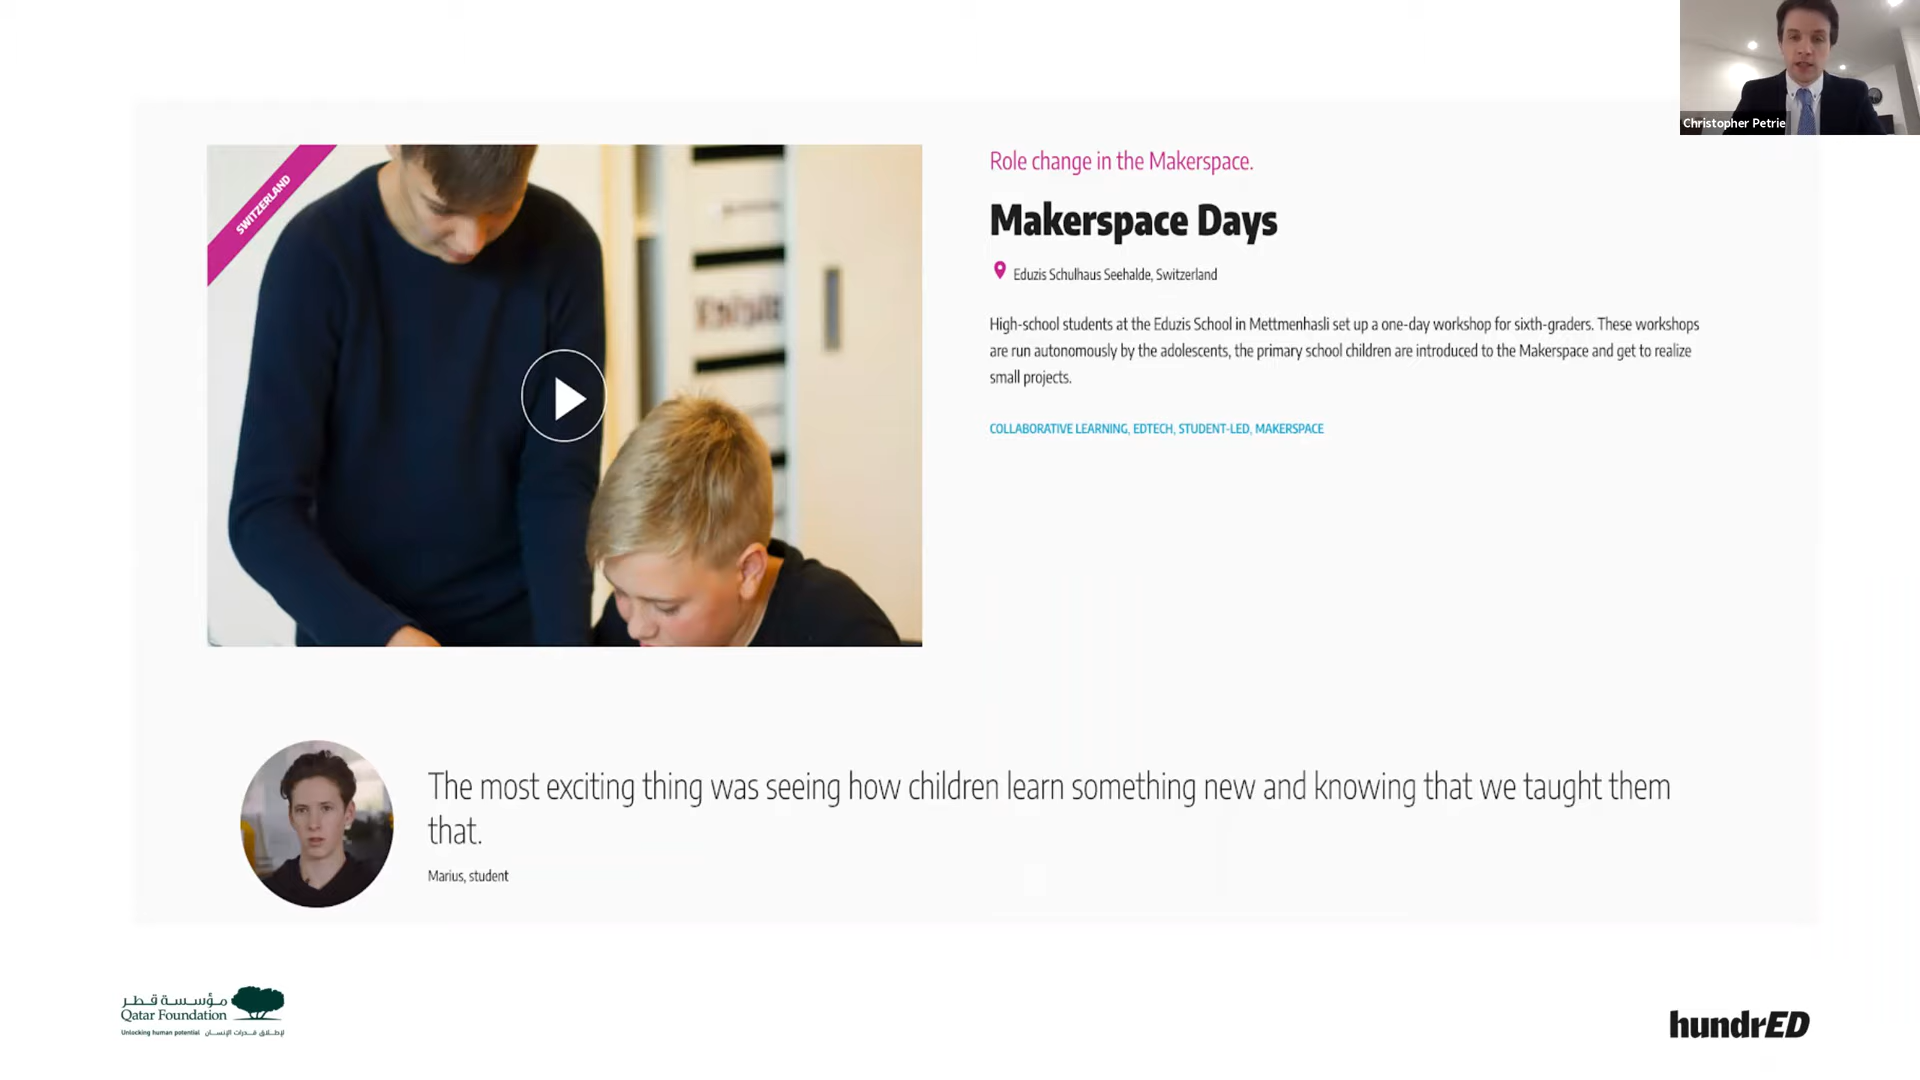 Christopher Petrie
SWITZERLAND
Role change in the Makerspace.
Makerspace Days
Eduzis Schulhaus Seehalde, Switzerland
High-school students at the Eduzis School in Mettmenhasli set up a one-day workshop for sixth-graders. These workshops
are run autonomously by the adolescents, the primary school children are introduced to the Makerspace and get to realize
small projects.
COLLABORATIVE LEARNING, EDTECH, STUDENT-LED, MAKERSPACE
The most exciting thing was seeing how children learn something new and knowing that we taught them
that.
Marius, student
مؤسسة قطر
Qatar Foundation
Unlocking human potential لإطلاق قدرات الإنسان
hundrED